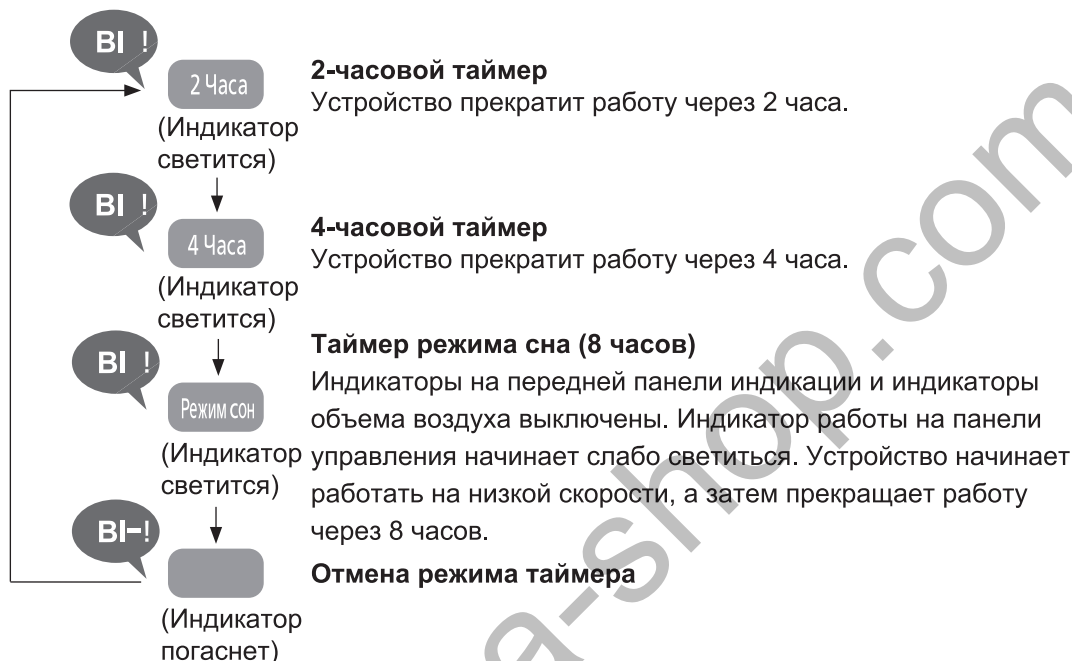 BI !
2 Часа
(Индикатор
светится)
2-часовой таймер
Устройство прекратит работу через 2 часа.
BI !
4 Часа
(Индикатор
светится)
4-часовой таймер
Устройство прекратит работу через 4 часа.
BI !
Режим сон
(Индикатор
светится)
Таймер режима сна (8 часов)
Индикаторы на передней панели индикации и индикаторы
объема воздуха выключены. Индикатор работы на панели
управления начинает слабо светиться. Устройство начинает
работать на низкой скорости, а затем прекращает работу
через 8 часов.
BI-!
(Индикатор
погаснет)
Отмена режима таймера
a-shop.com